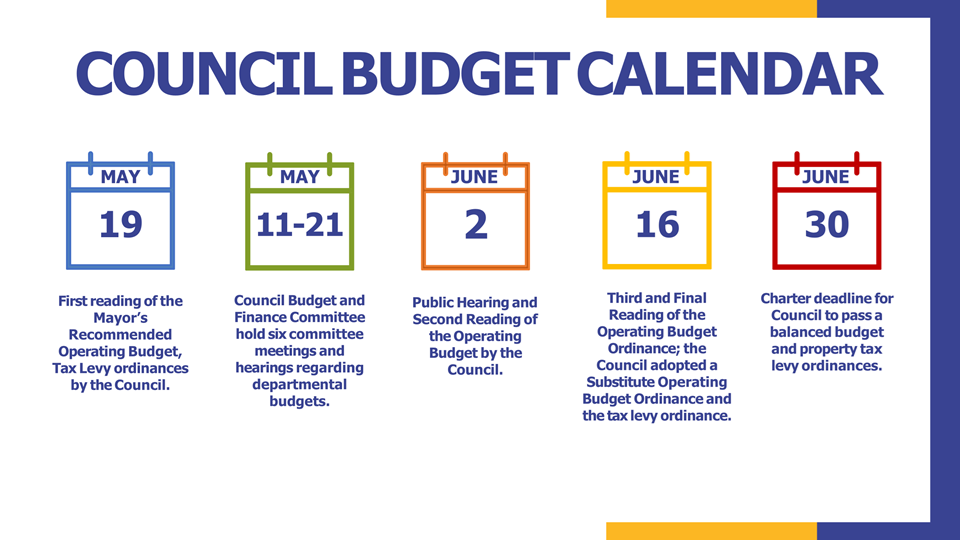 COUNCIL BUDGET CALENDAR
MAY
19
First reading of the
Mayor’s
Recommended
Operating Budget,
Tax Levy ordinances
by the Council.
MAY
11-21
Council Budget and
Finance Committee
hold six committee
meetings and
hearings regarding
departmental
budgets.
JUNE
2
Public Hearing and
Second Reading of
the Operating
Budget by the
Council.
JUNE
16
Third and Final
Reading of the
Operating Budget
Ordinance; the
Council adopted a
Substitute Operating
Budget Ordinance and
the tax levy ordinance.
JUNE
30
Charter deadline for
Council to pass a
balanced budget
and property tax
levy ordinances.